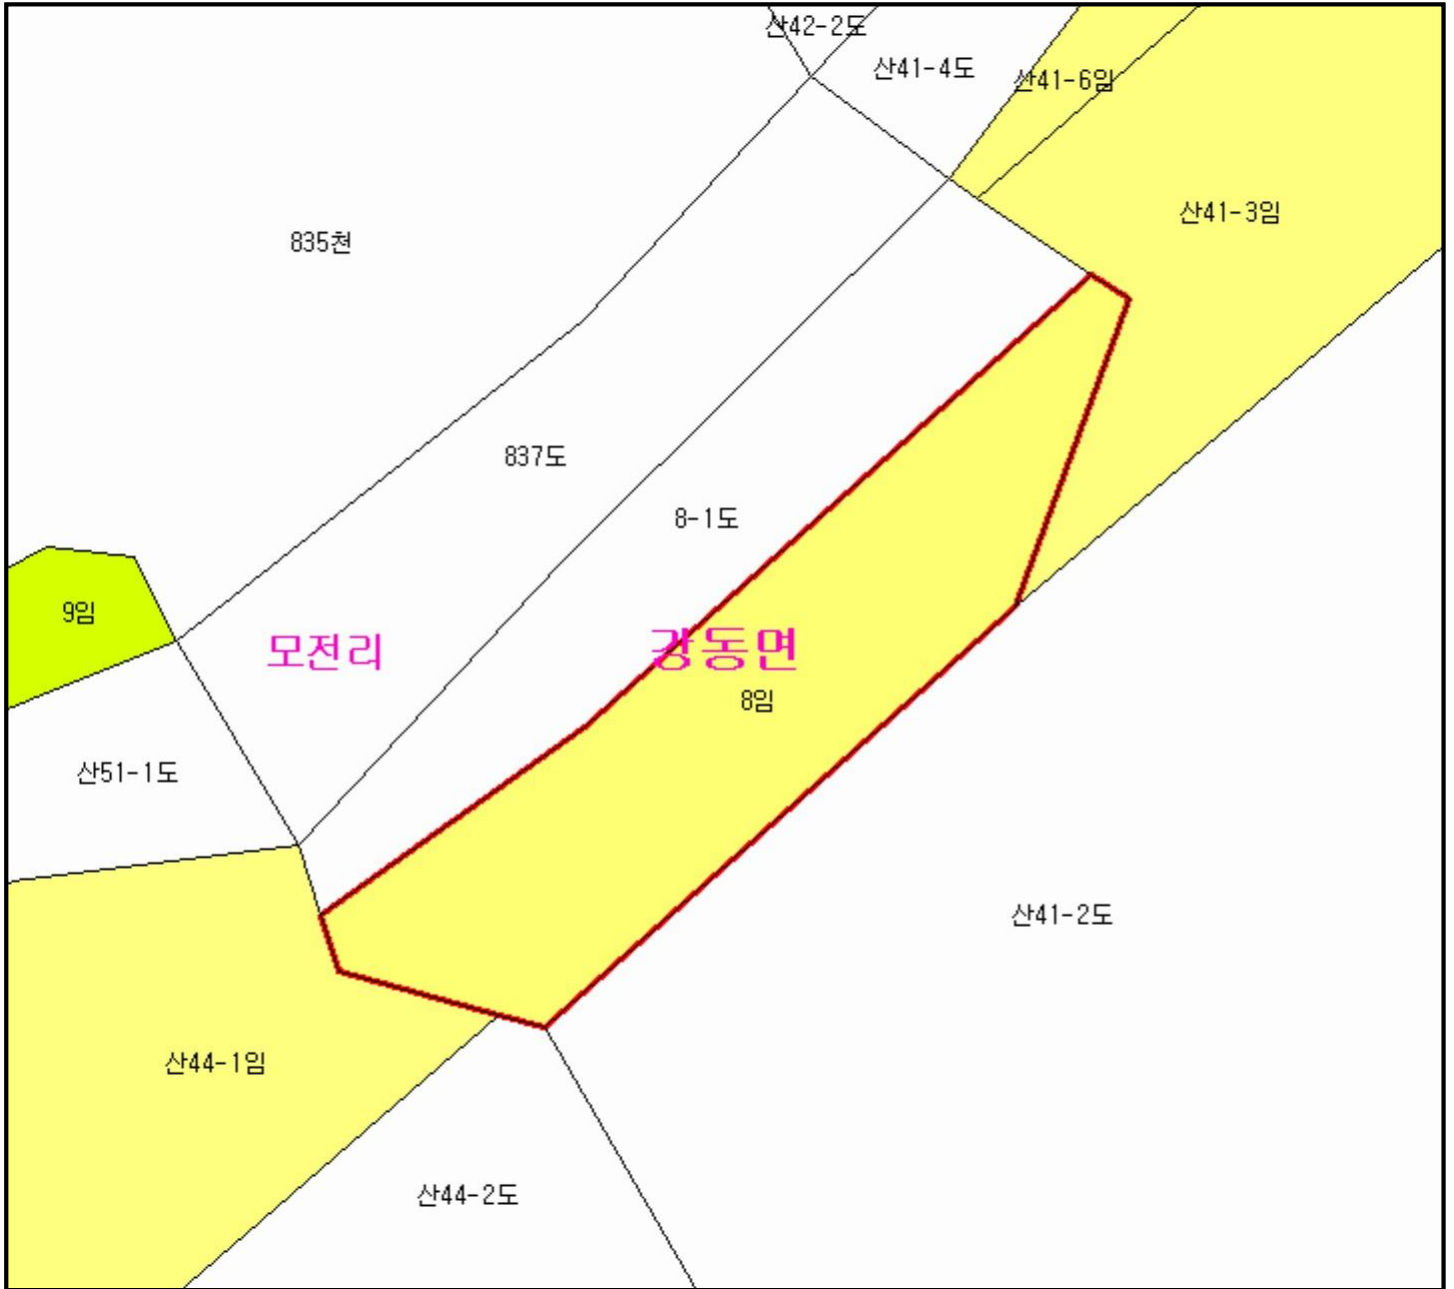 산42-2도
산41-4도
산41-6임
산41-3임
835천
837도
8-1도
9임
모전리
강동면
8임
산51-1도
산41-2도
산44-1임
산44-2도